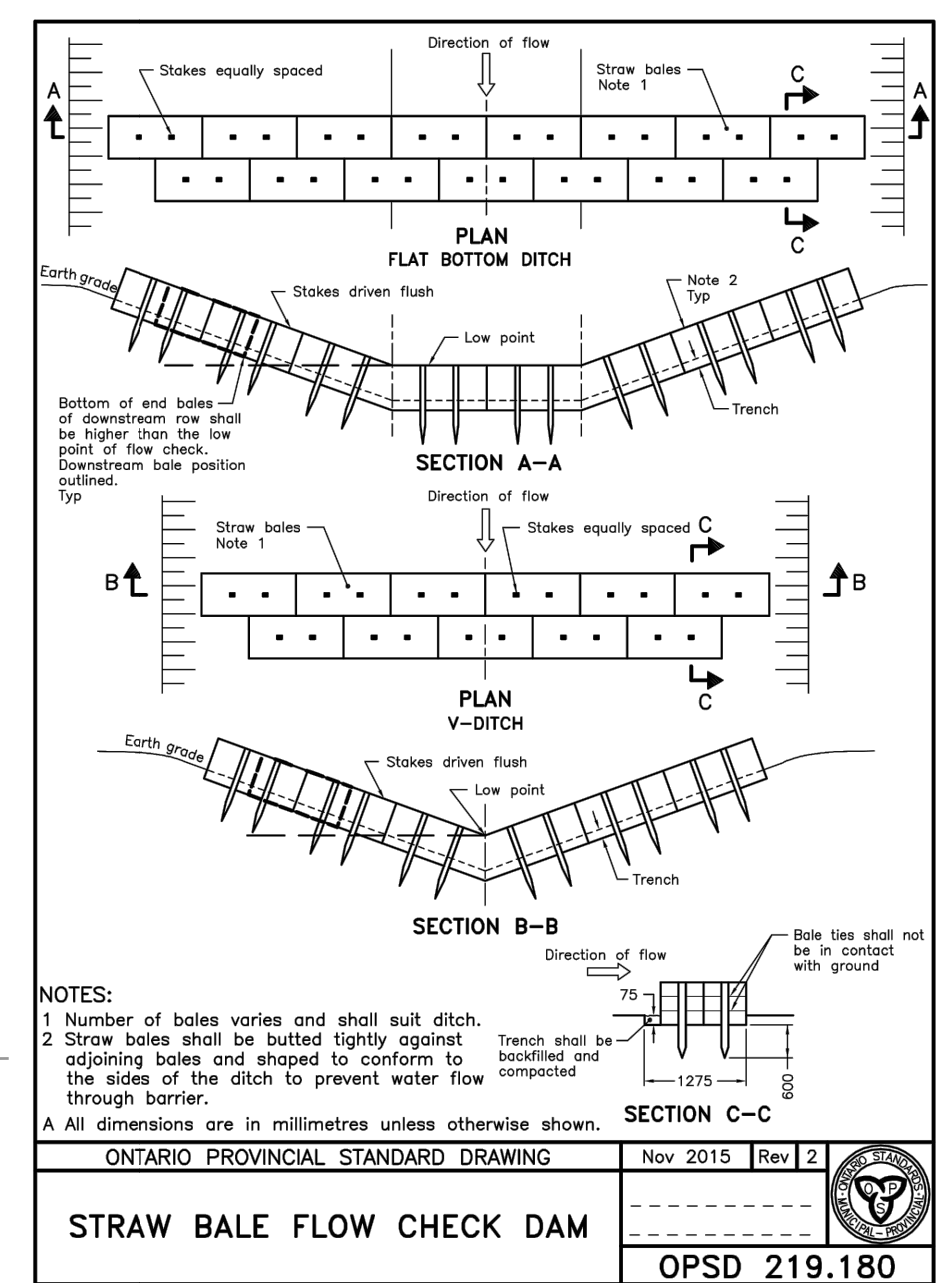 Direction of flow
Stakes equally spaced
Straw bales
Note 1
C
A
A
C
PLAN
FLAT BOTTOM DITCH
Earth grade
Stakes driven flush
Note 2
Typ
Low point
Trench
Bottom of end bales
of downstream row shall
be higher than the low
point of flow check.
Downstream bale position
outlined.
Typ
SECTION A-A
Direction of flow
Straw bales
Note 1
Stakes equally spaced
C
B
B
C
PLAN
V-DITCH
Earth grade
Stakes driven flush
Low point
Trench
SECTION B-B
Direction of flow
Bale ties shall not
be in contact
with ground
75
Trench shall be
backfilled and
compacted
1275
600
SECTION C-C
NOTES:
1 Number of bales varies and shall suit ditch.
2 Straw bales shall be butted tightly against
adjoining bales and shaped to conform to
the sides of the ditch to prevent water flow
through barrier.
A All dimensions are in millimetres unless otherwise shown.
ONTARIO PROVINCIAL STANDARD DRAWING
Nov 2015
Rev
2
STRAW BALE FLOW CHECK DAM
ONTARIO STANDARDS
MUNICIPAL-PROVINCIAL
O P
S
OPSD 219.180